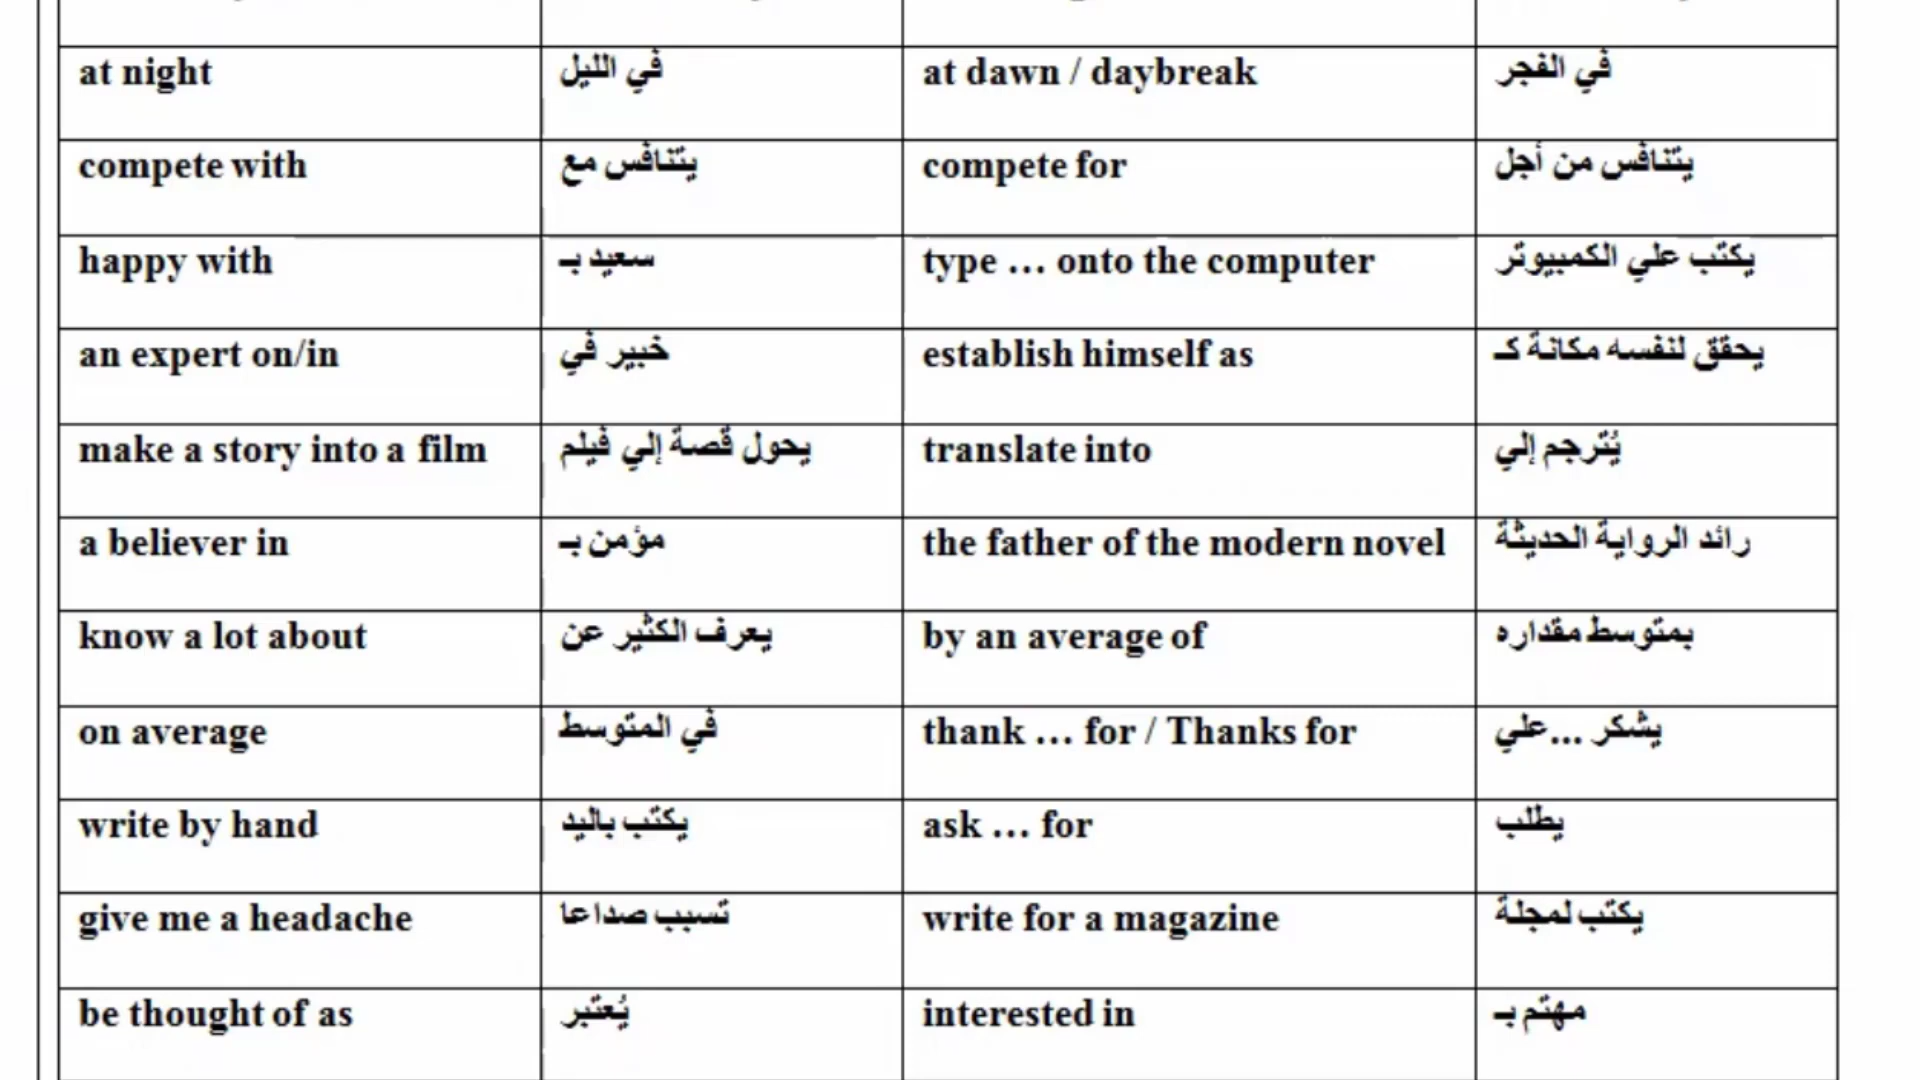 at night في الليل at dawn / daybreak في الفجر
compete with يتنافس مع compete for يتنافس من أجل
happy with سعيد بـ type … onto the computer يكتب علي الكمبيوتر
an expert on/in خبير في establish himself as يحقق لنفسه مكانة كـ
make a story into a film يحول قصة إلي فيلم translate into يُترجم إلي
a believer in مؤمن بـ the father of the modern novel رائد الرواية الحديثة
know a lot about يعرف الكثير عن by an average of بمتوسط مقداره
on average في المتوسط thank … for / Thanks for يشكر ...علي
write by hand يكتب باليد ask … for يطلب
give me a headache تسبب صداعا write for a magazine يكتب لمجلة
be thought of as يُعتبر interested in مهتم بـ